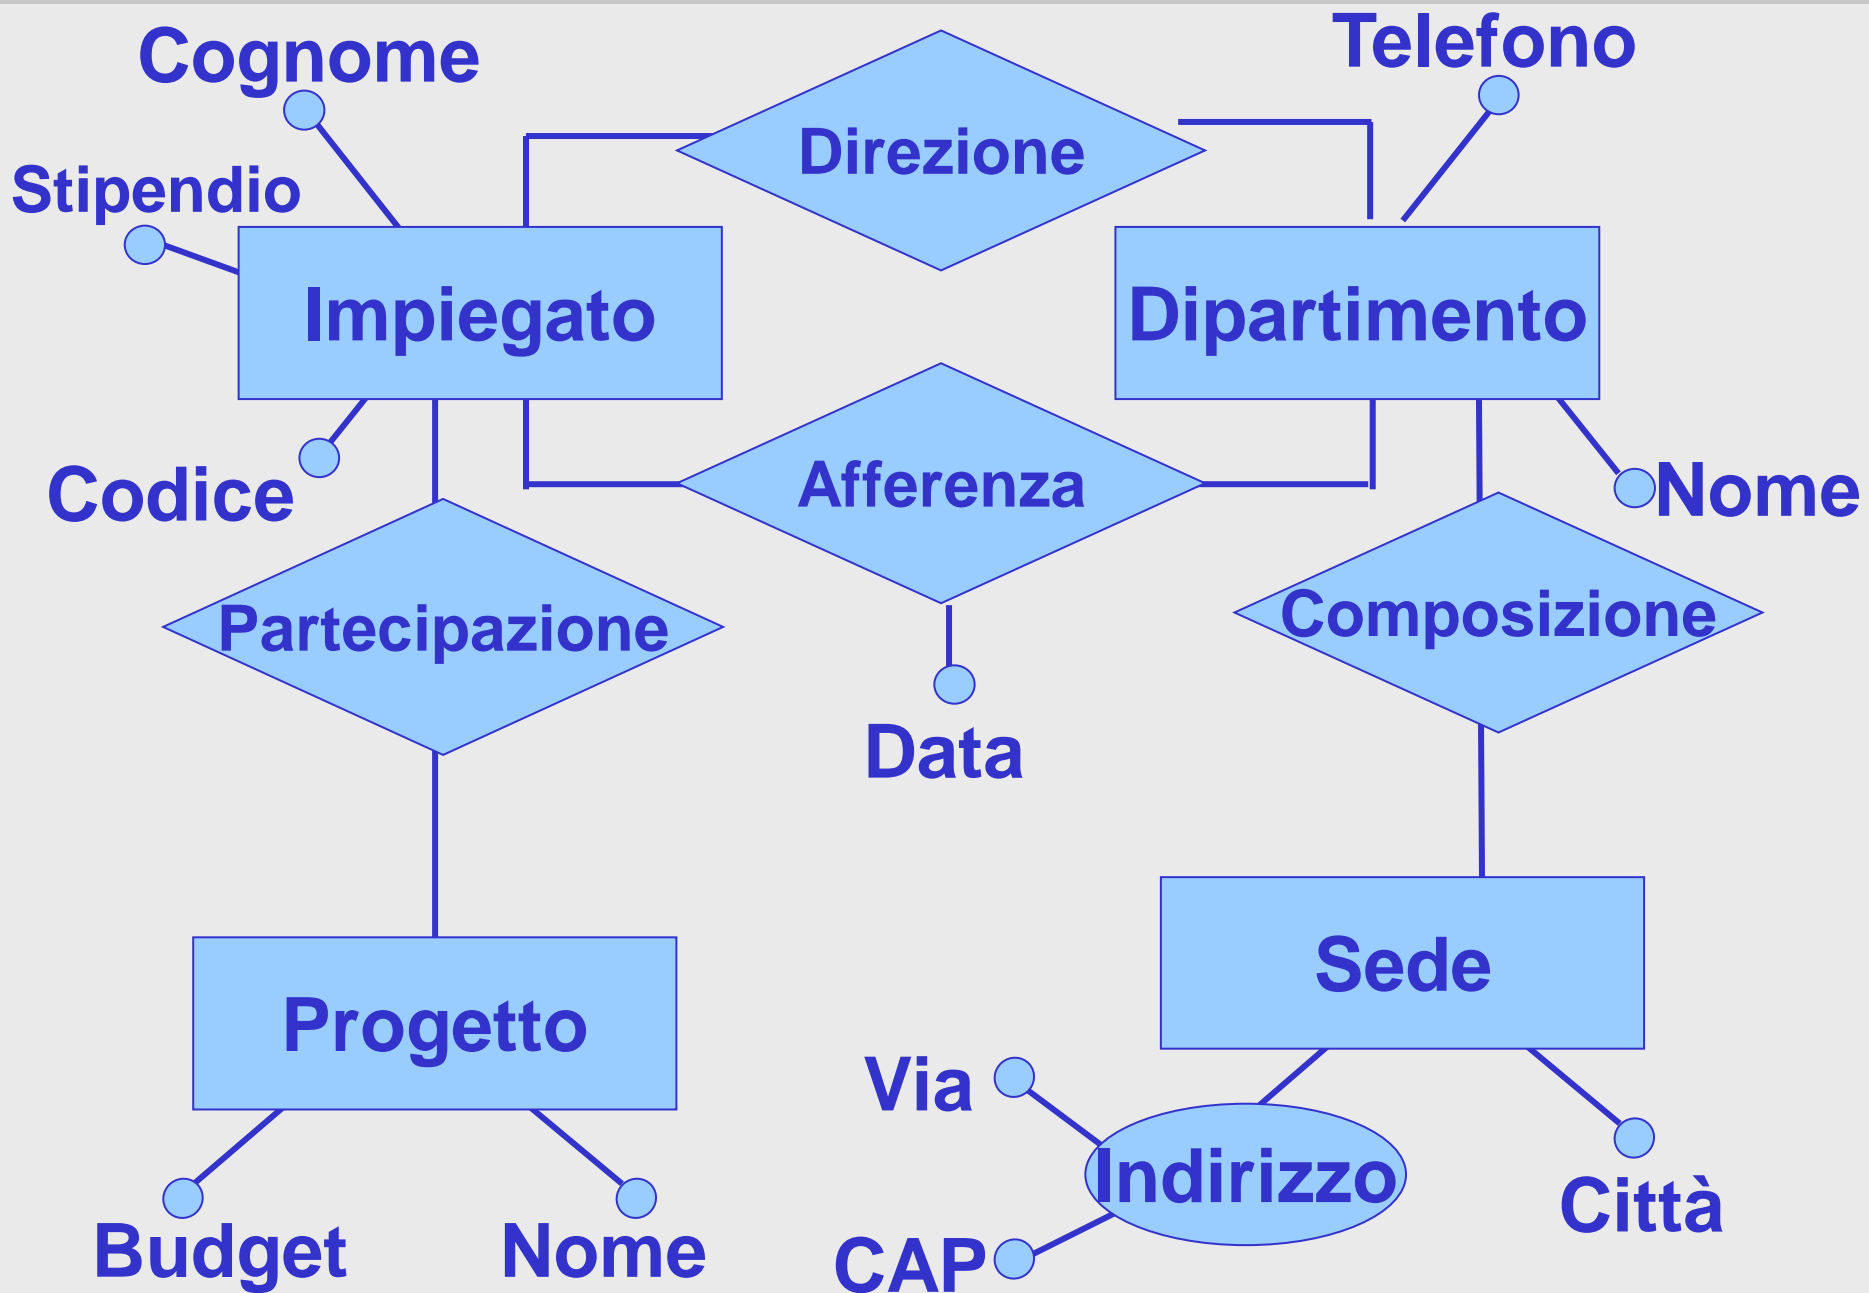 Cognome
Telefono
Direzione
Stipendio
Impiegato
Dipartimento
Codice
Afferenza
Nome
Partecipazione
Composizione
Data
Sede
Progetto
Via
Indirizzo
Città
Budget
Nome
CAP